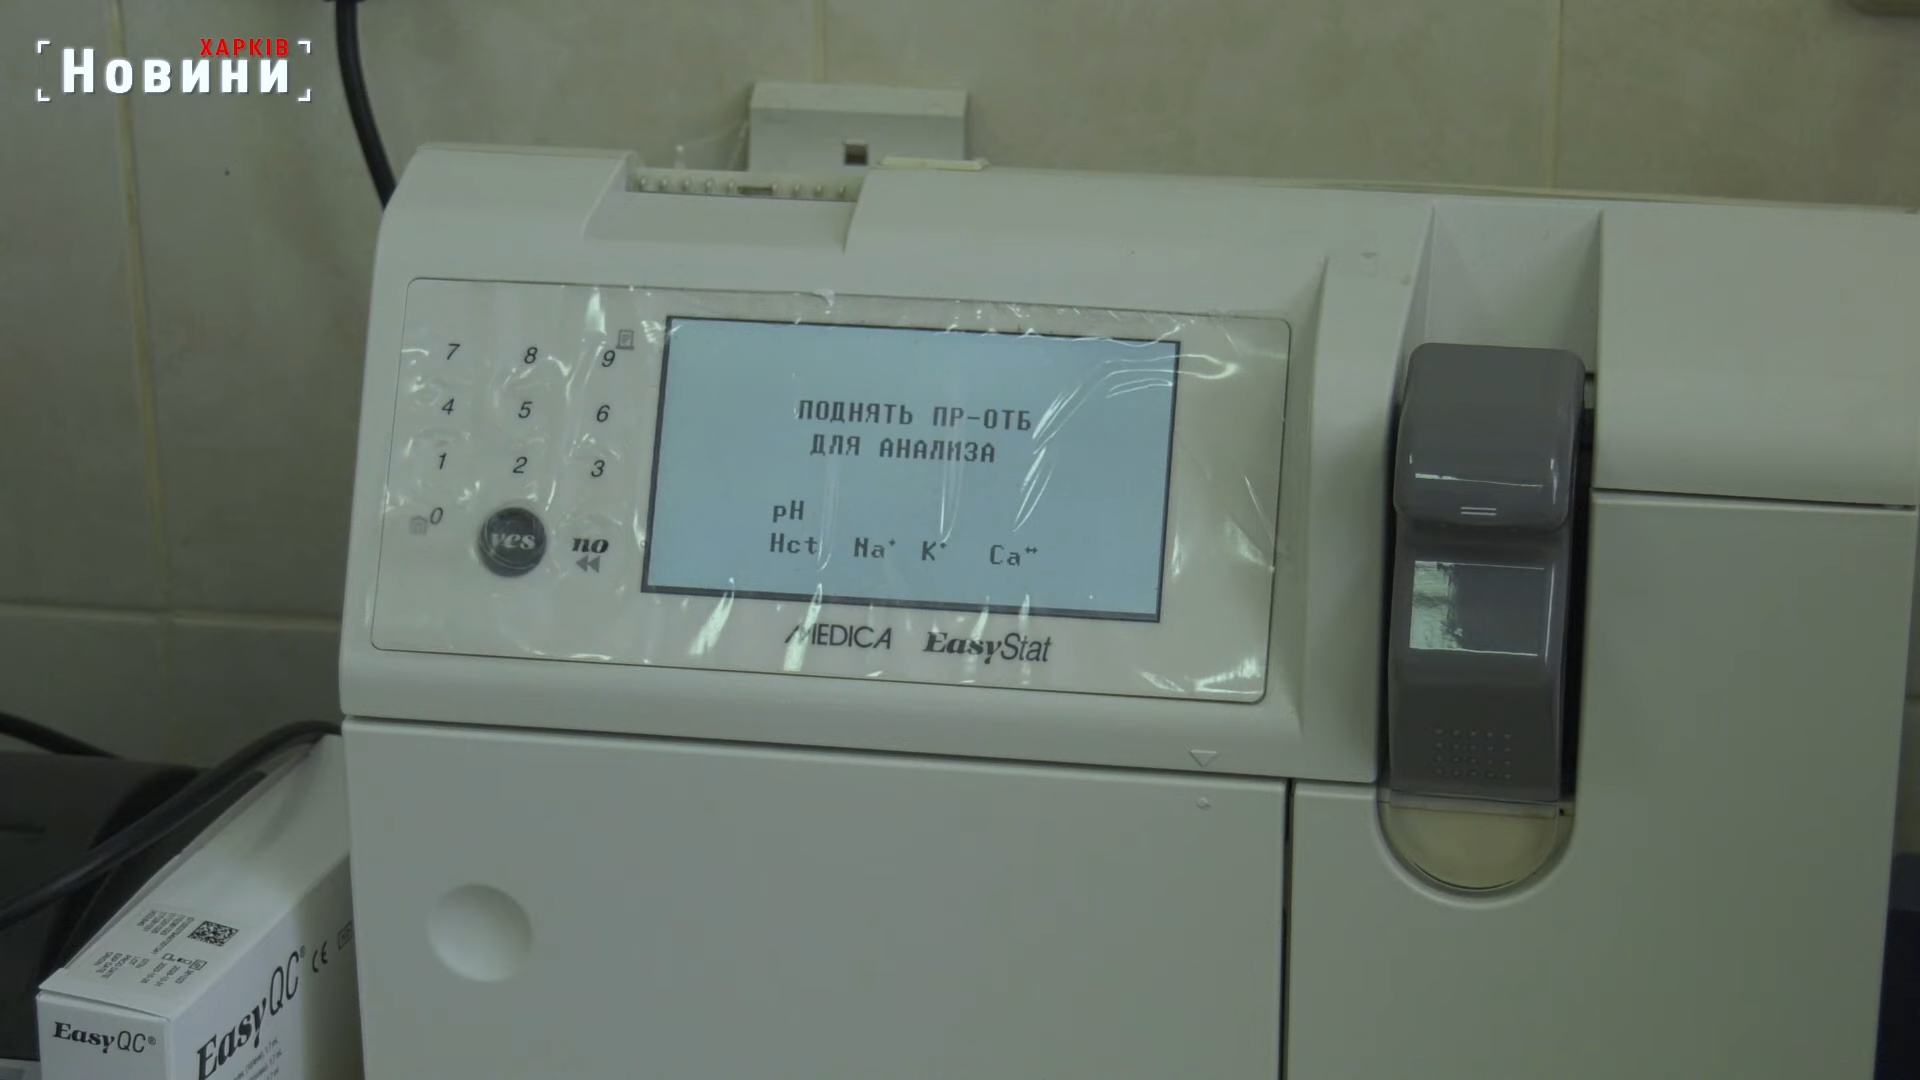 ХАРКІВ
Новини
7 8 9
4 5 6
1 2 3
0 yes no
ПОДНЯТЬ ПР-ОТБ
ДЛЯ АНАЛИЗА
pH
Hct Na⁺ K⁺ Ca⁺⁺
MEDICA EasyStat
EasyQC®
EasyQC® CE